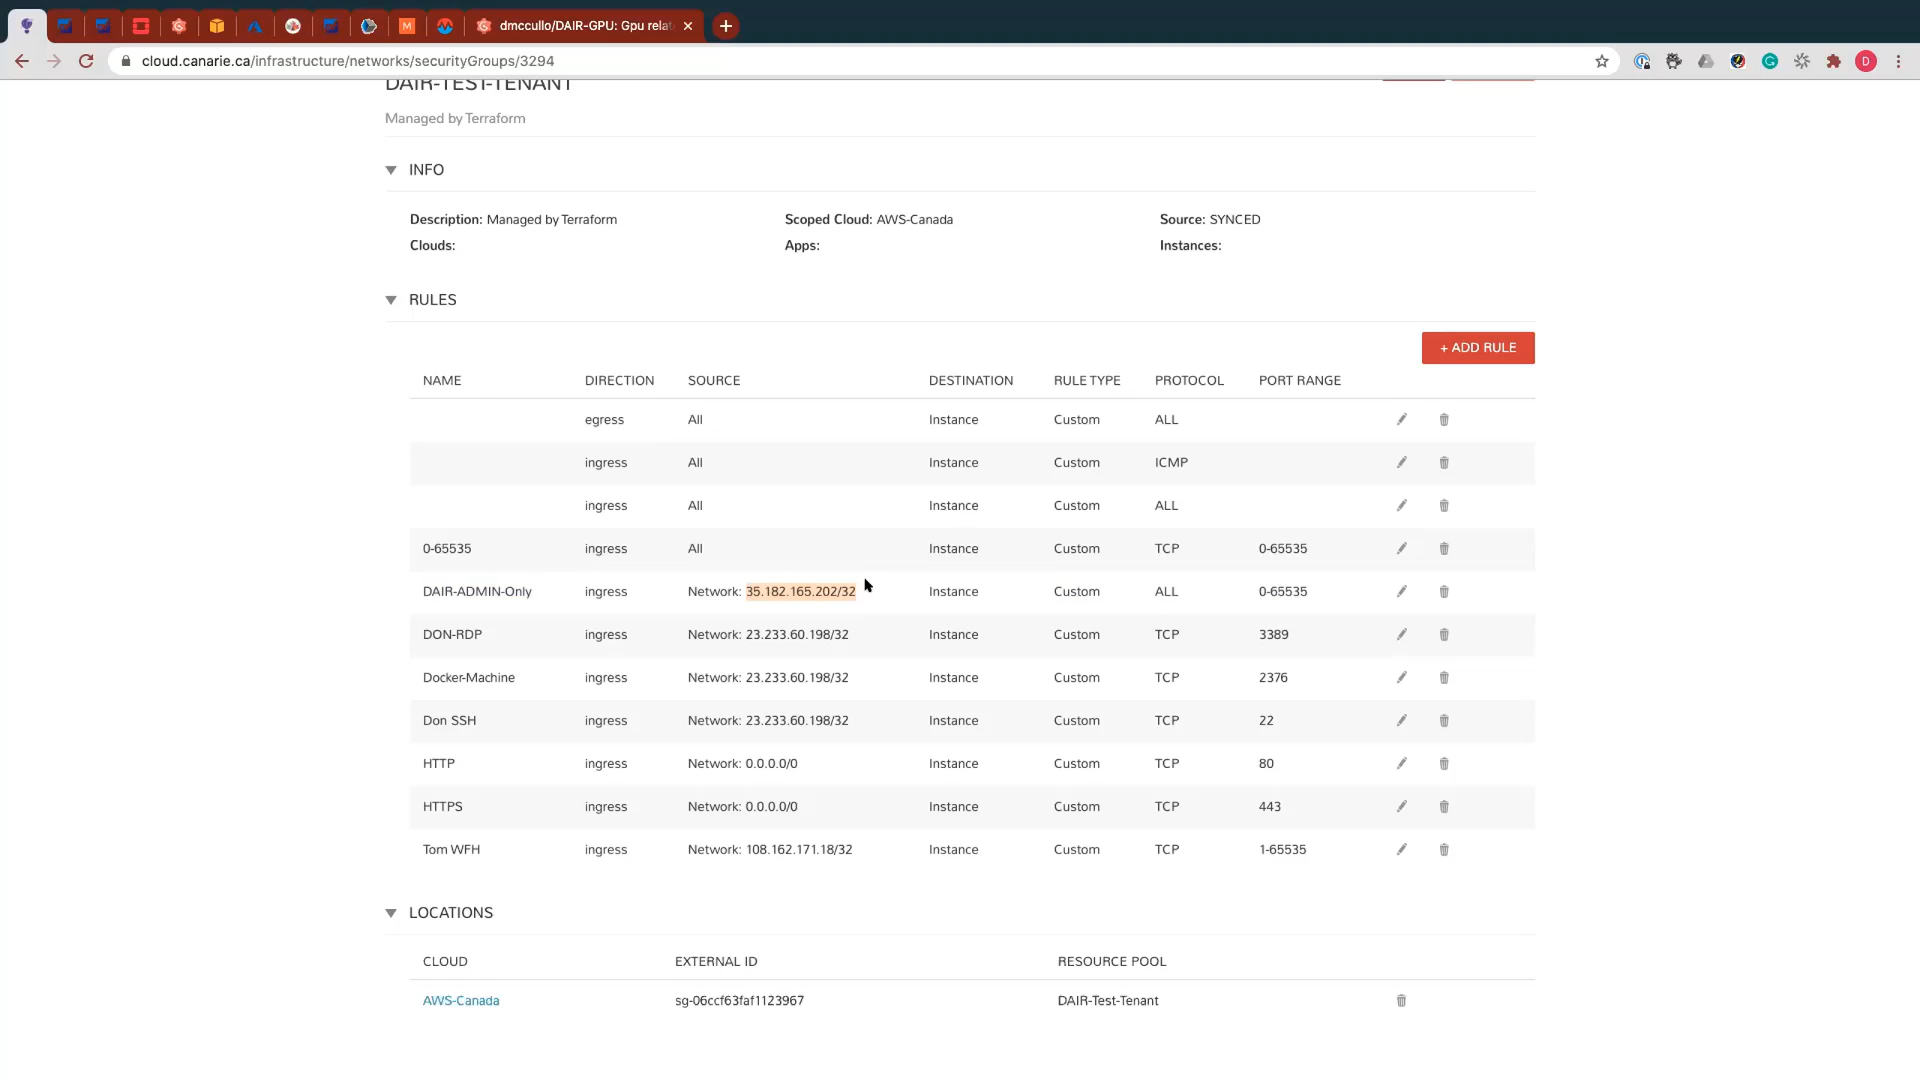 dmccullo/DAIR-GPU: Gpu rela
cloud.canarie.ca/infrastructure/networks/securityGroups/3294
D
DAIR-TEST-TENANT
Managed by Terraform
INFO
Description: Managed by Terraform Scoped Cloud: AWS-Canada Source: SYNCED
Clouds: Apps: Instances:
RULES
+ ADD RULE
NAME DIRECTION SOURCE DESTINATION RULE TYPE PROTOCOL PORT RANGE
egress All Instance Custom ALL
ingress All Instance Custom ICMP
ingress All Instance Custom ALL
0-65535 ingress All Instance Custom TCP 0-65535
DAIR-ADMIN-Only ingress Network: 35.182.165.202/32 Instance Custom ALL 0-65535
DON-RDP ingress Network: 23.233.60.198/32 Instance Custom TCP 3389
Docker-Machine ingress Network: 23.233.60.198/32 Instance Custom TCP 2376
Don SSH ingress Network: 23.233.60.198/32 Instance Custom TCP 22
HTTP ingress Network: 0.0.0.0/0 Instance Custom TCP 80
HTTPS ingress Network: 0.0.0.0/0 Instance Custom TCP 443
Tom WFH ingress Network: 108.162.171.18/32 Instance Custom TCP 1-65535
LOCATIONS
CLOUD EXTERNAL ID RESOURCE POOL
AWS-Canada sg-06ccf63faf1123967 DAIR-Test-Tenant